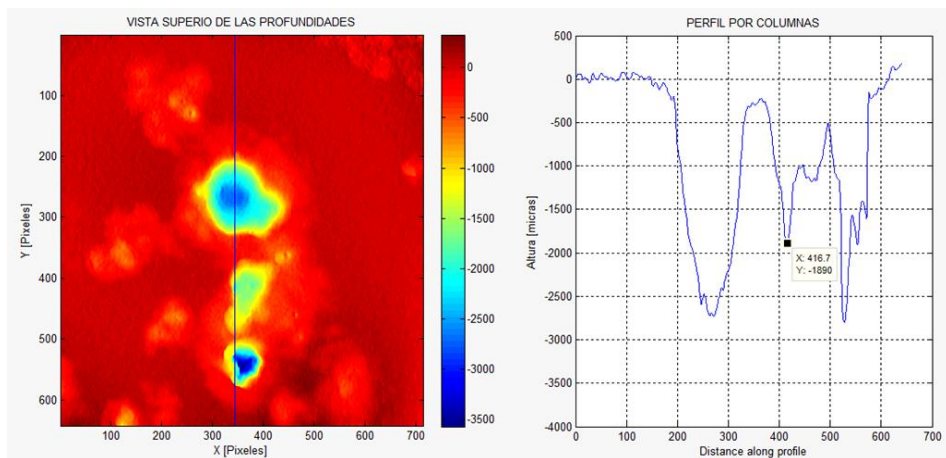 VISTA SUPERIO DE LAS PROFUNDIDADES
Y [Pixeles]
100
200
300
400
500
600
100 200 300 400 500 600 700
X [Pixeles]
0
-500
-1000
-1500
-2000
-2500
-3000
-3500
PERFIL POR COLUMNAS
Altura [micras]
500
0
-500
-1000
-1500
-2000
-2500
-3000
-3500
-4000
X: 416.7
Y: -1890
0 100 200 300 400 500 600 700
Distance along profile